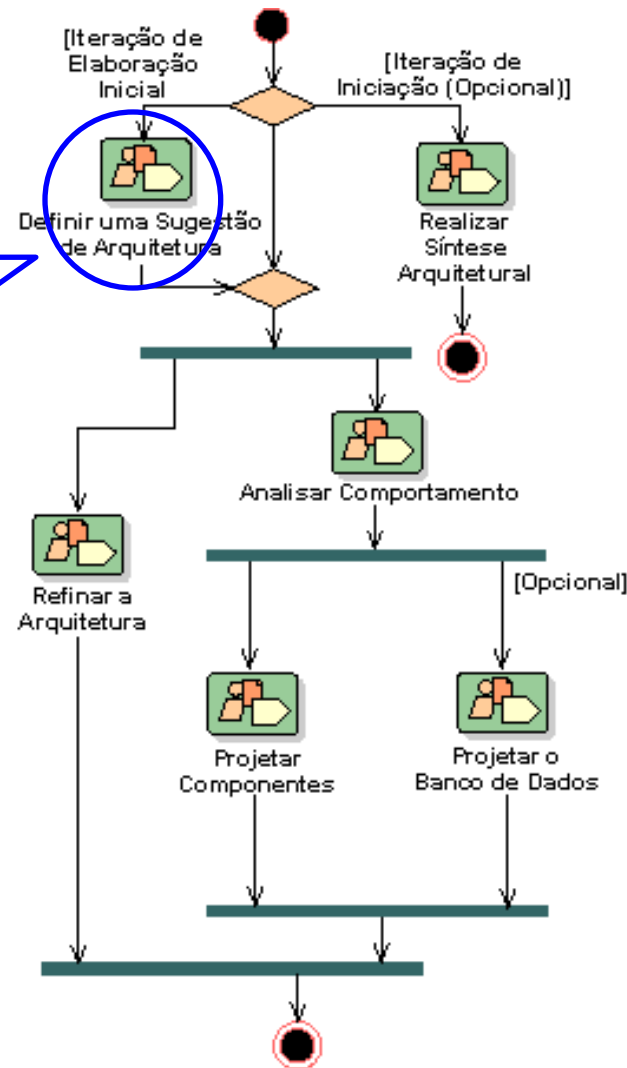 [Iteração de
Elaboração
Inicial
[Iteração de
Iniciação (Opcional)]
Definir uma Sugestão
de Arquitetura
Realizar
Síntese
Arquitetural
Analisar Comportamento
[Opcional]
Refinar a
Arquitetura
Projetar
Componentes
Projetar o
Banco de Dados